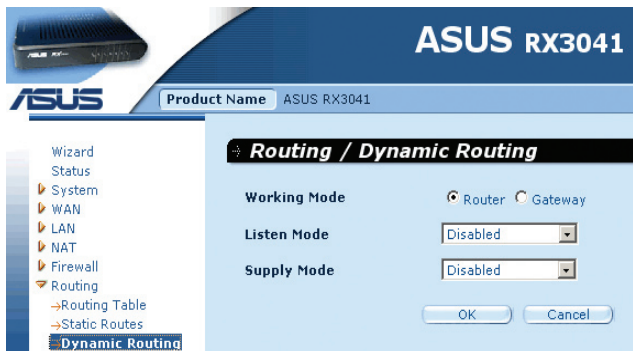 ASUS RX3041
ASUS
Product Name ASUS RX3041
Wizard
Status
System
WAN
LAN
NAT
Firewall
Routing
→Routing Table
→Static Routes
→Dynamic Routing
Routing / Dynamic Routing
Working Mode Router Gateway
Listen Mode Disabled
Supply Mode Disabled
OK Cancel